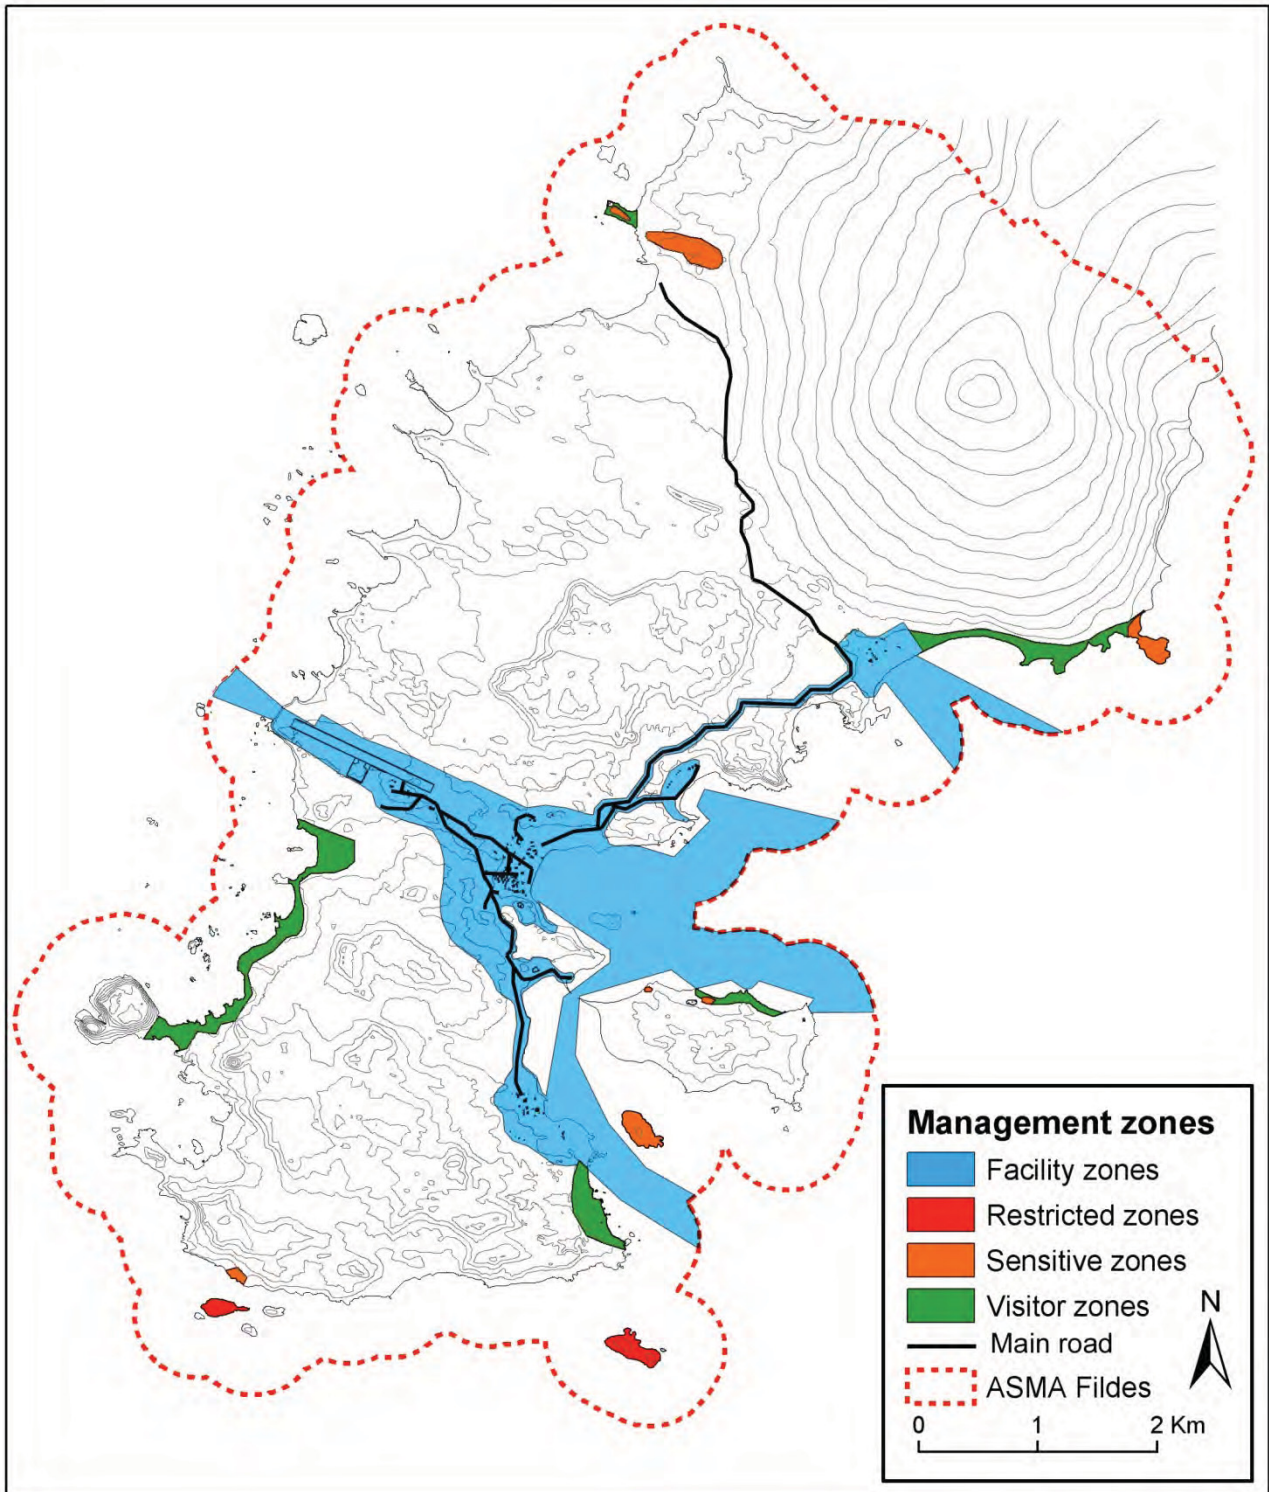 Management zones
Facility zones
Restricted zones
Sensitive zones
Visitor zones
N
Main road
ASMA Fildes
0 1 2 Km